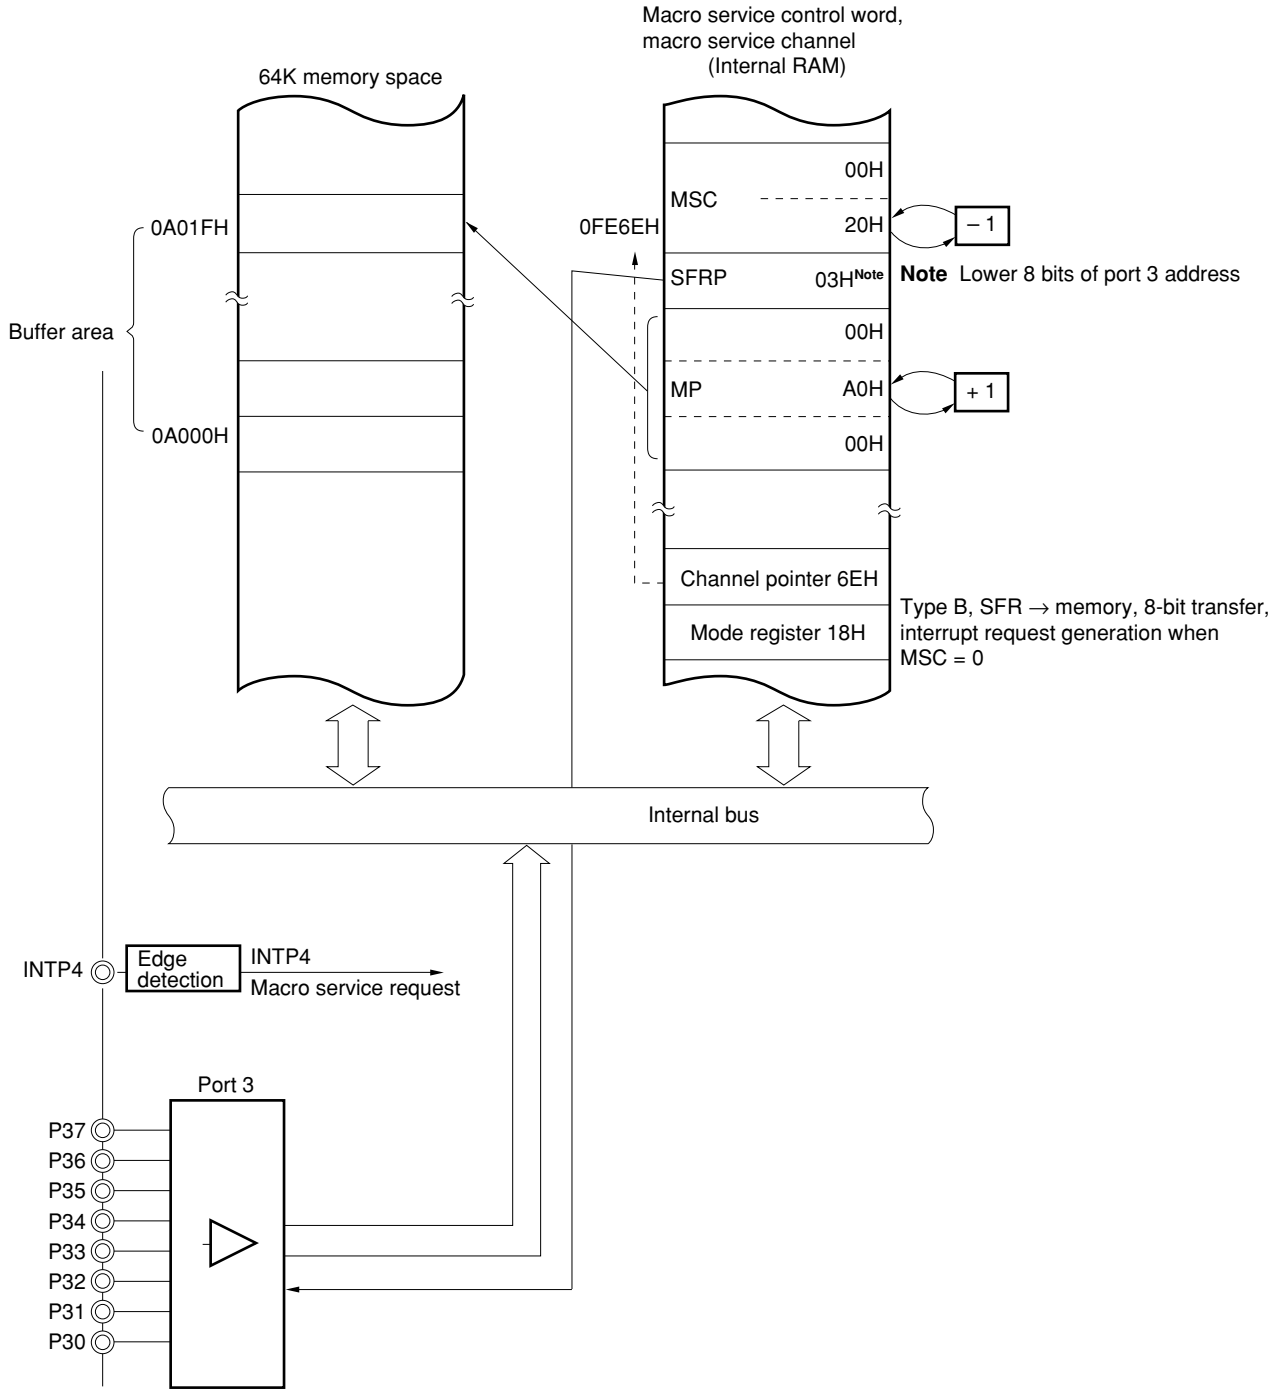 Macro service control word,
macro service channel
(Internal RAM)
64K memory space
00H
MSC
0A01FH
0FE6EH
20H
– 1
SFRP
03HNote
Note Lower 8 bits of port 3 address
Buffer area
00H
MP
A0H
+ 1
0A000H
00H
Channel pointer 6EH
Mode register 18H
Type B, SFR → memory, 8-bit transfer,
interrupt request generation when
MSC = 0
Internal bus
INTP4
Edge
detection
INTP4
Macro service request
Port 3
P37
P36
P35
P34
P33
P32
P31
P30